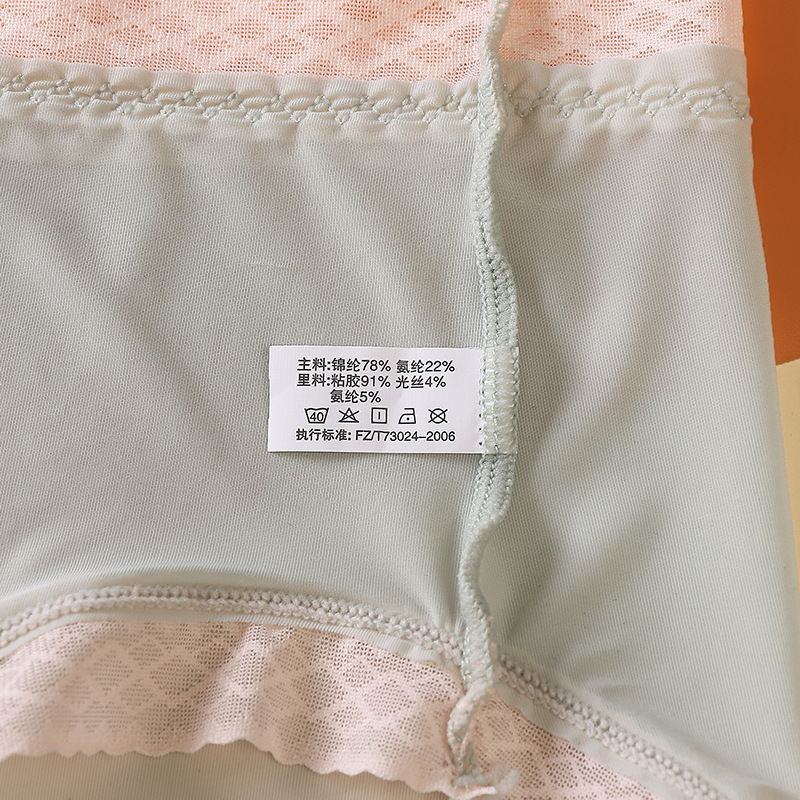 主料:锦纶78% 氨纶22%
里料:粘胶91% 光丝4%
氨纶5%
40
执行标准: FZ/T73024-2006